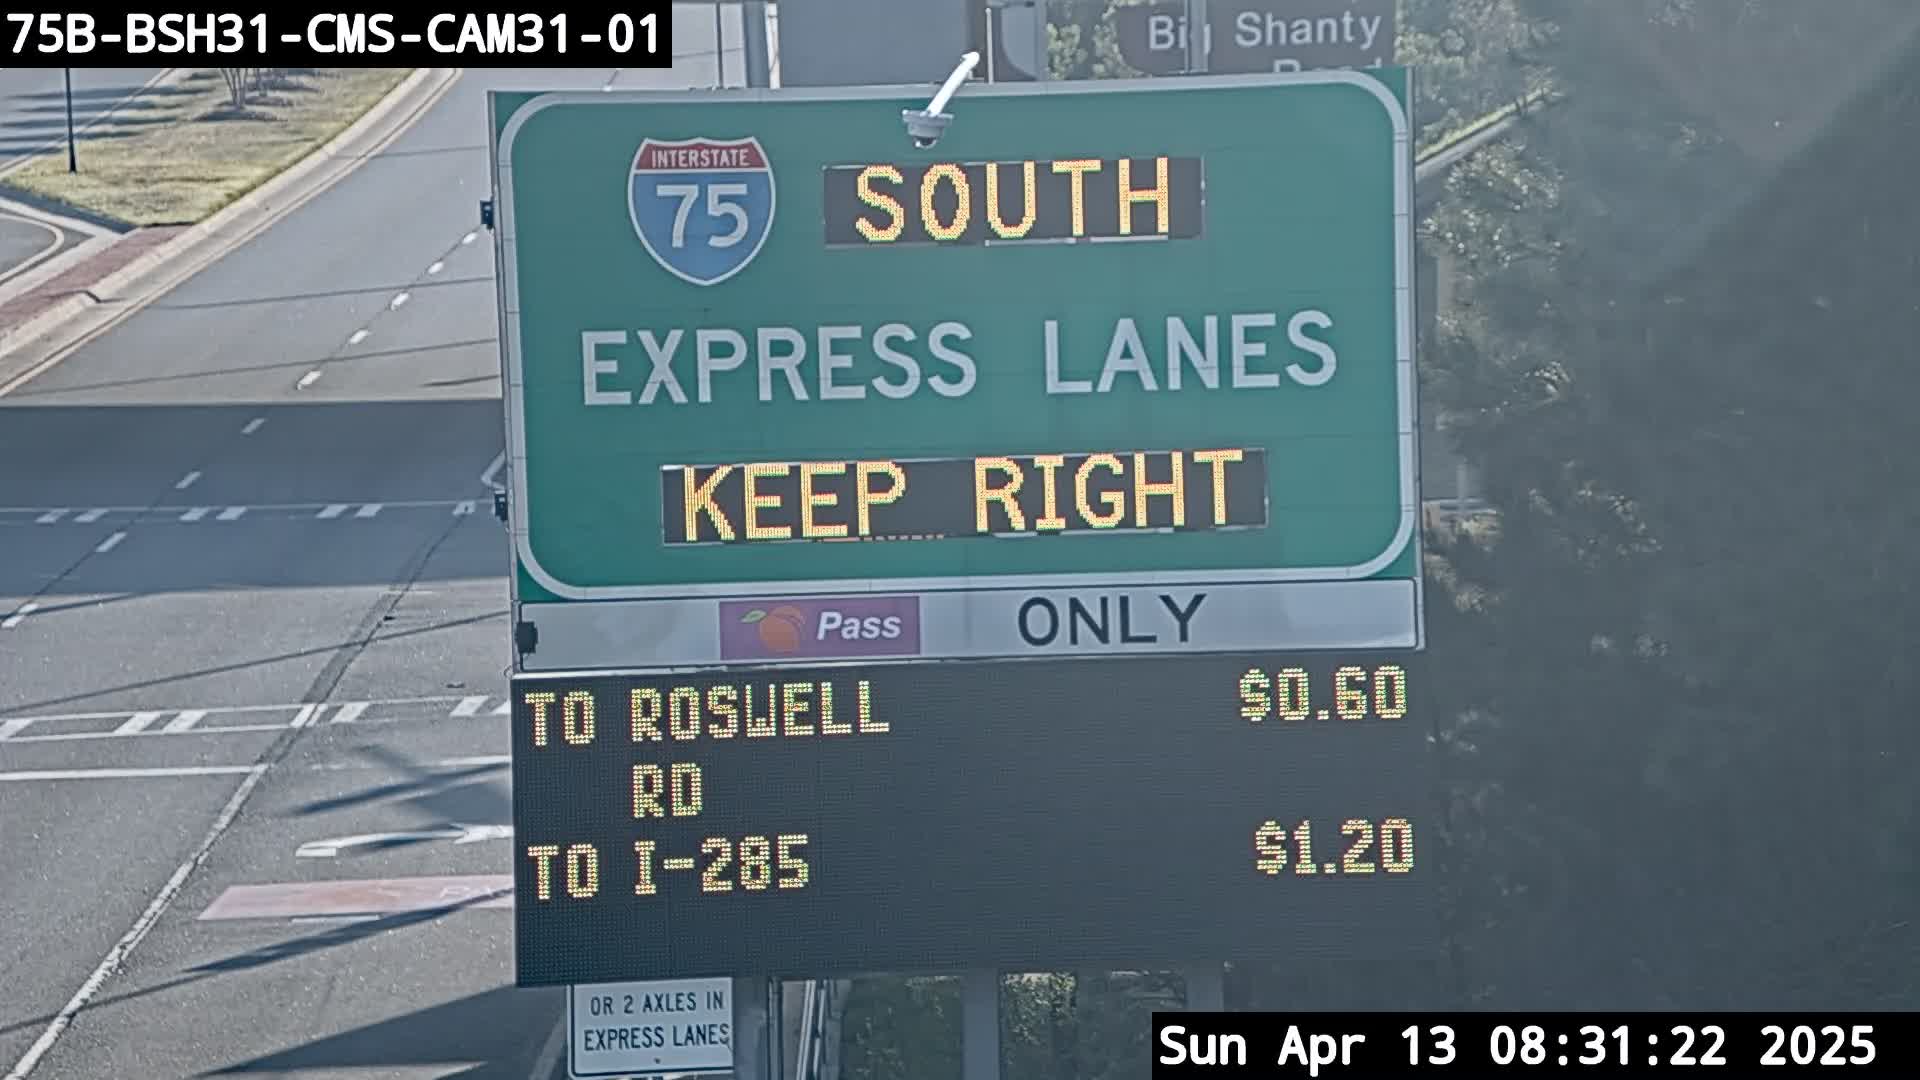 75B-BSH31-CMS-CAM31-01
Big Shanty
Road
INTERSTATE
75
SOUTH
EXPRESS LANES
KEEP RIGHT
Pass ONLY
TO ROSWELL $0.60
RD
TO I-285 $1.20
OR 2 AXLES IN
EXPRESS LANES
Sun Apr 13 08:31:22 2025